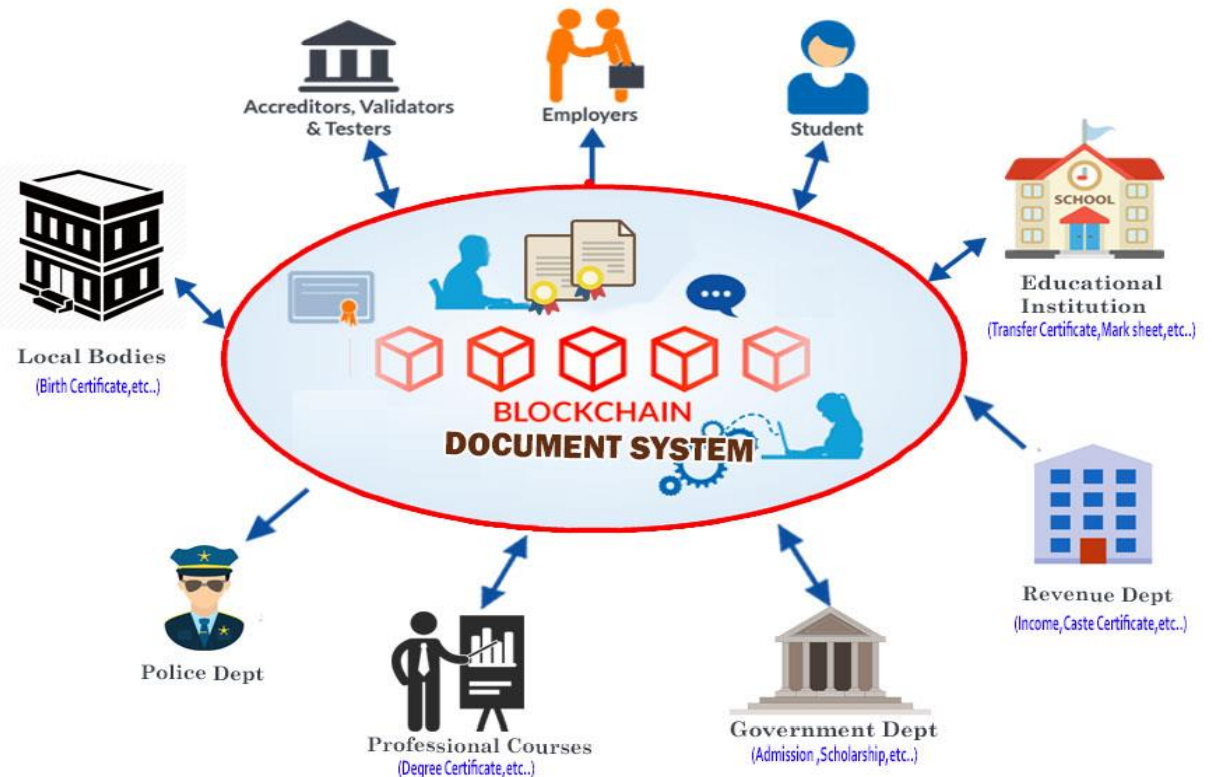 Accreditors, Validators
& Testers
Employers
Student
SCHOOL
Educational
Institution
(Transfer Certificate,Mark sheet,etc..)
Local Bodies
(Birth Certificate,etc..)
BLOCKCHAIN
DOCUMENT SYSTEM
Revenue Dept
(Income,Caste Certificate,etc..)
Police Dept
Professional Courses
(Degree Certificate,etc..)
Government Dept
(Admission ,Scholarship,etc..)